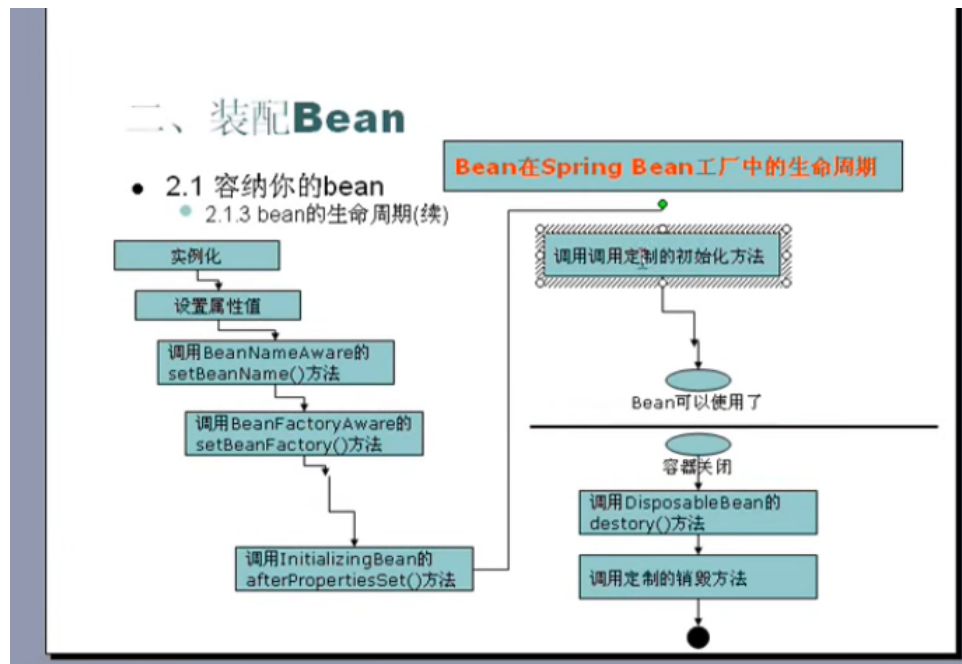 二、装配Bean
Bean在Spring Bean工厂中的生命周期
2.1 容纳你的bean
2.1.3 bean的生命周期(续)
实例化
设置属性值
调用BeanNameAware的
setBeanName()方法
调用BeanFactoryAware的
setBeanFactory()方法
调用InitializingBean的
afterPropertiesSet()方法
调用调用定制的初始化方法
Bean可以使用了
容器关闭
调用DisposableBean的
destory()方法
调用定制的销毁方法